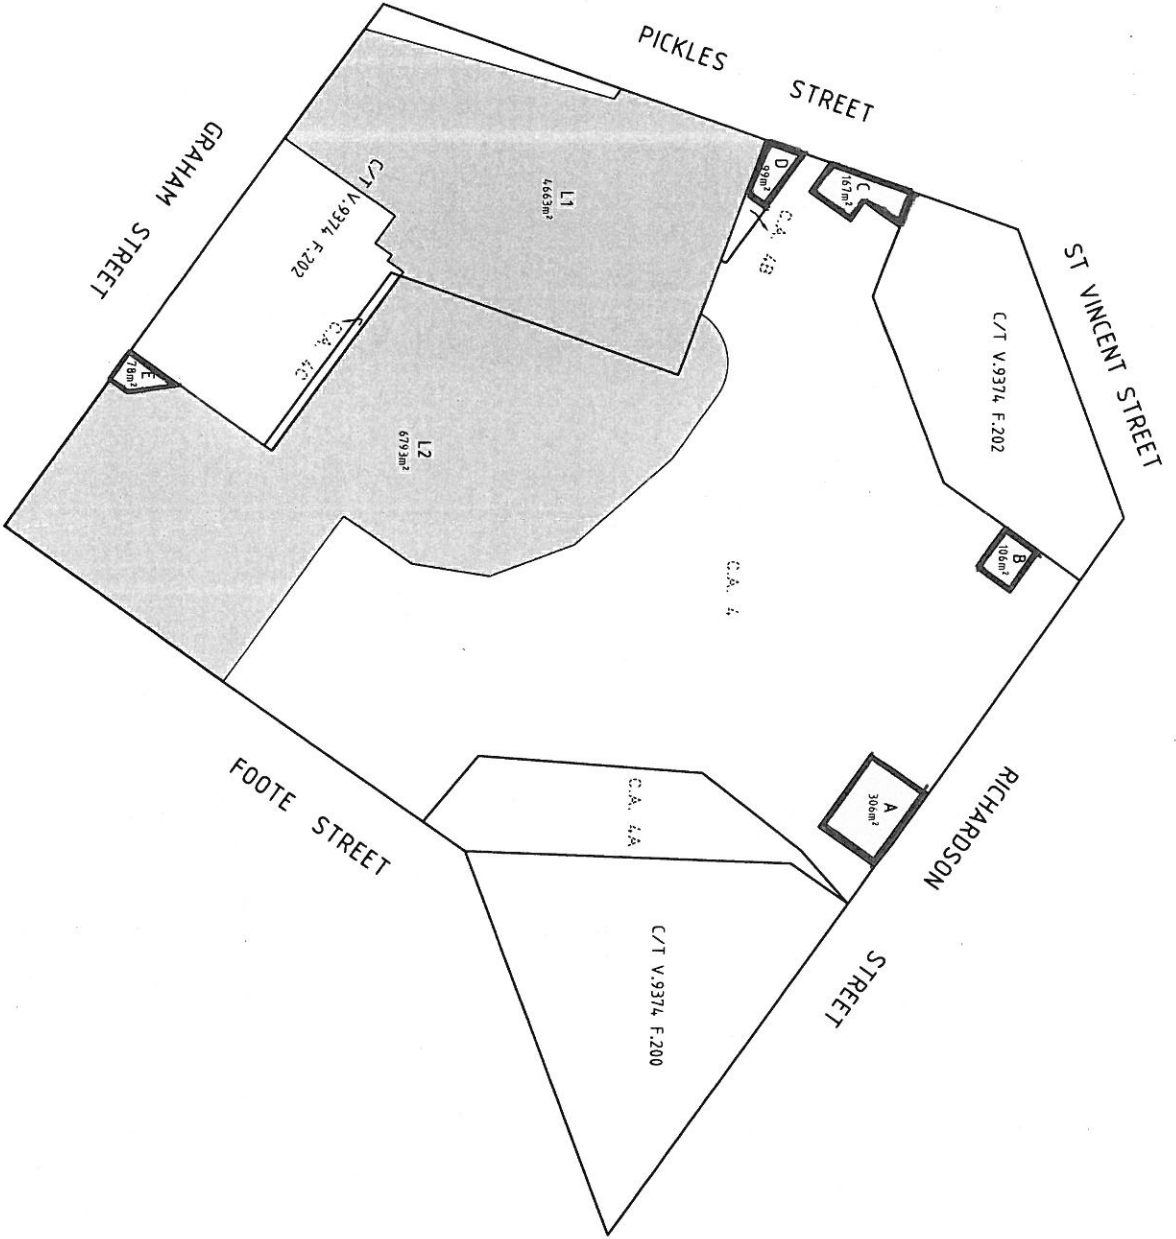 PICKLES STREET
ST VINCENT STREET
GRAHAM STREET
C/T V.9374 F.202
L1
4663m²
D
99m²
C
167m²
C.A. 4B
C/T V.9374 F.202
C.A. 4C
E
78m²
L2
6793m²
B
106m²
C.A. 4
A
306m²
RICHARDSON STREET
FOOTE STREET
C.A. 4A
C/T V.9374 F.200